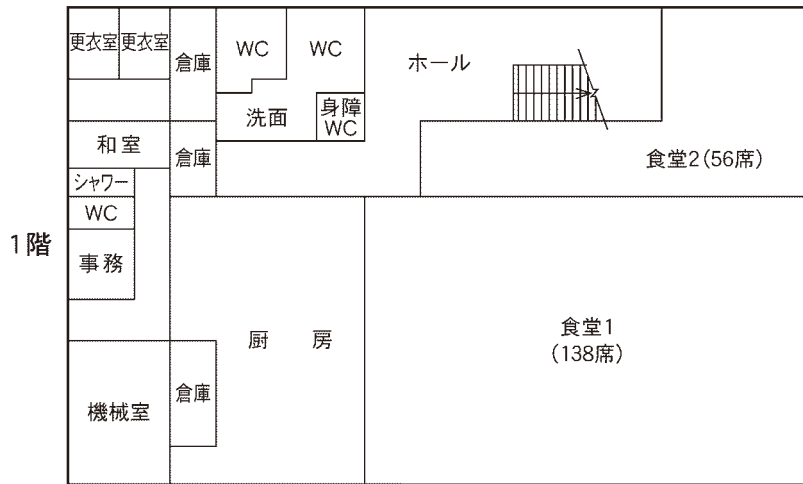 更衣室
更衣室
倉庫
WC
WC
ホール
洗面
身障
WC
和室
倉庫
食堂2(56席)
シャワー
WC
1階
事務
厨房
食堂1
(138席)
機械室
倉庫